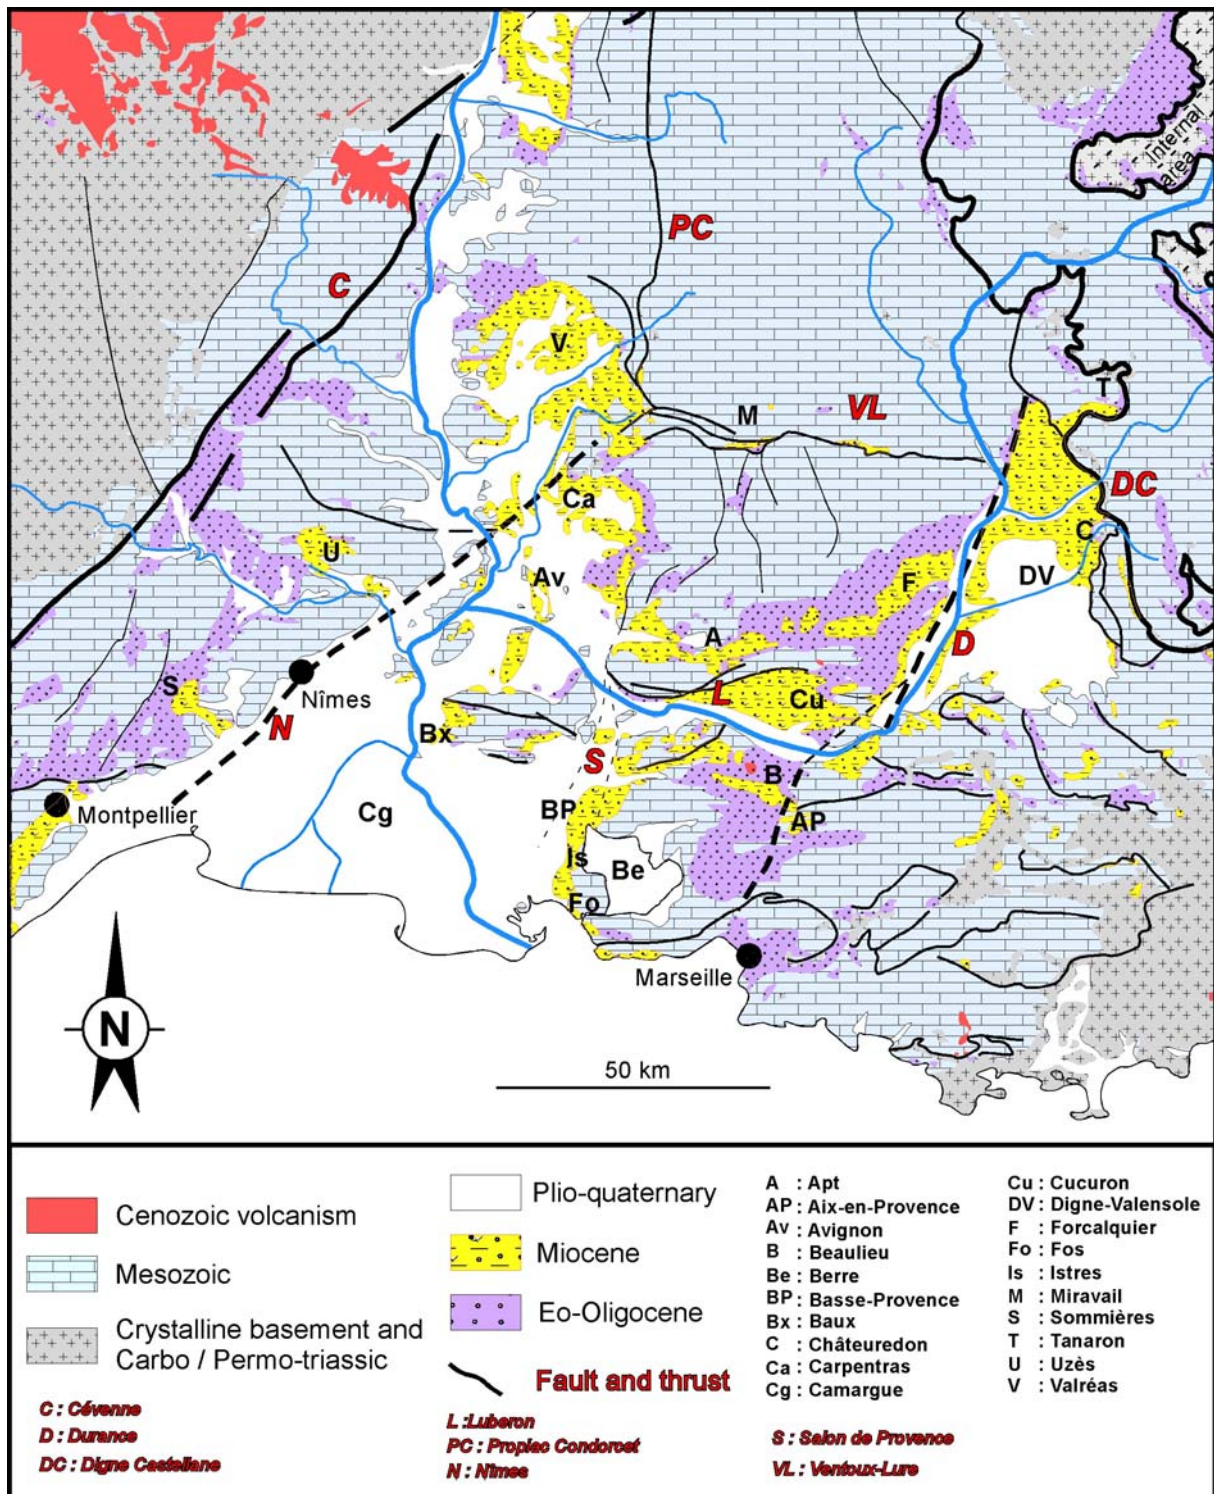 Internal
area
PC
C
V
T
M
VL
DC
Ca
C
U
Av
F
DV
A
D
S
L
Cu
Nîmes
N
Bx
S
B
Montpellier
Cg
BP
AP
Is
Be
Fo
Marseille
N
50 km
Cenozoic volcanism
Mesozoic
Crystalline basement and
Carbo / Permo-triassic
Plio-quaternary
Miocene
Eo-Oligocene
Fault and thrust
A : Apt
AP : Aix-en-Provence
Av : Avignon
B : Beaulieu
Be : Berre
BP : Basse-Provence
Bx : Baux
C : Châteuredon
Ca : Carpentras
Cg : Camargue
Cu : Cucuron
DV : Digne-Valensole
F : Forcalquier
Fo : Fos
Is : Istres
M : Miravail
S : Sommières
T : Tanaron
U : Uzès
V : Valréas
C : Cévenne
D : Durance
DC : Digne Castellane
L :Luberon
PC : Propiac Condorcet
N : Nîmes
S : Salon de Provence
VL : Ventoux-Lure